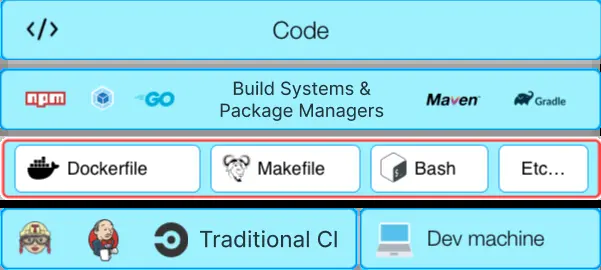 </> Code
npm GO Build Systems & Maven Gradle
Package Managers
Dockerfile Makefile Bash Etc...
T Traditional CI Dev machine